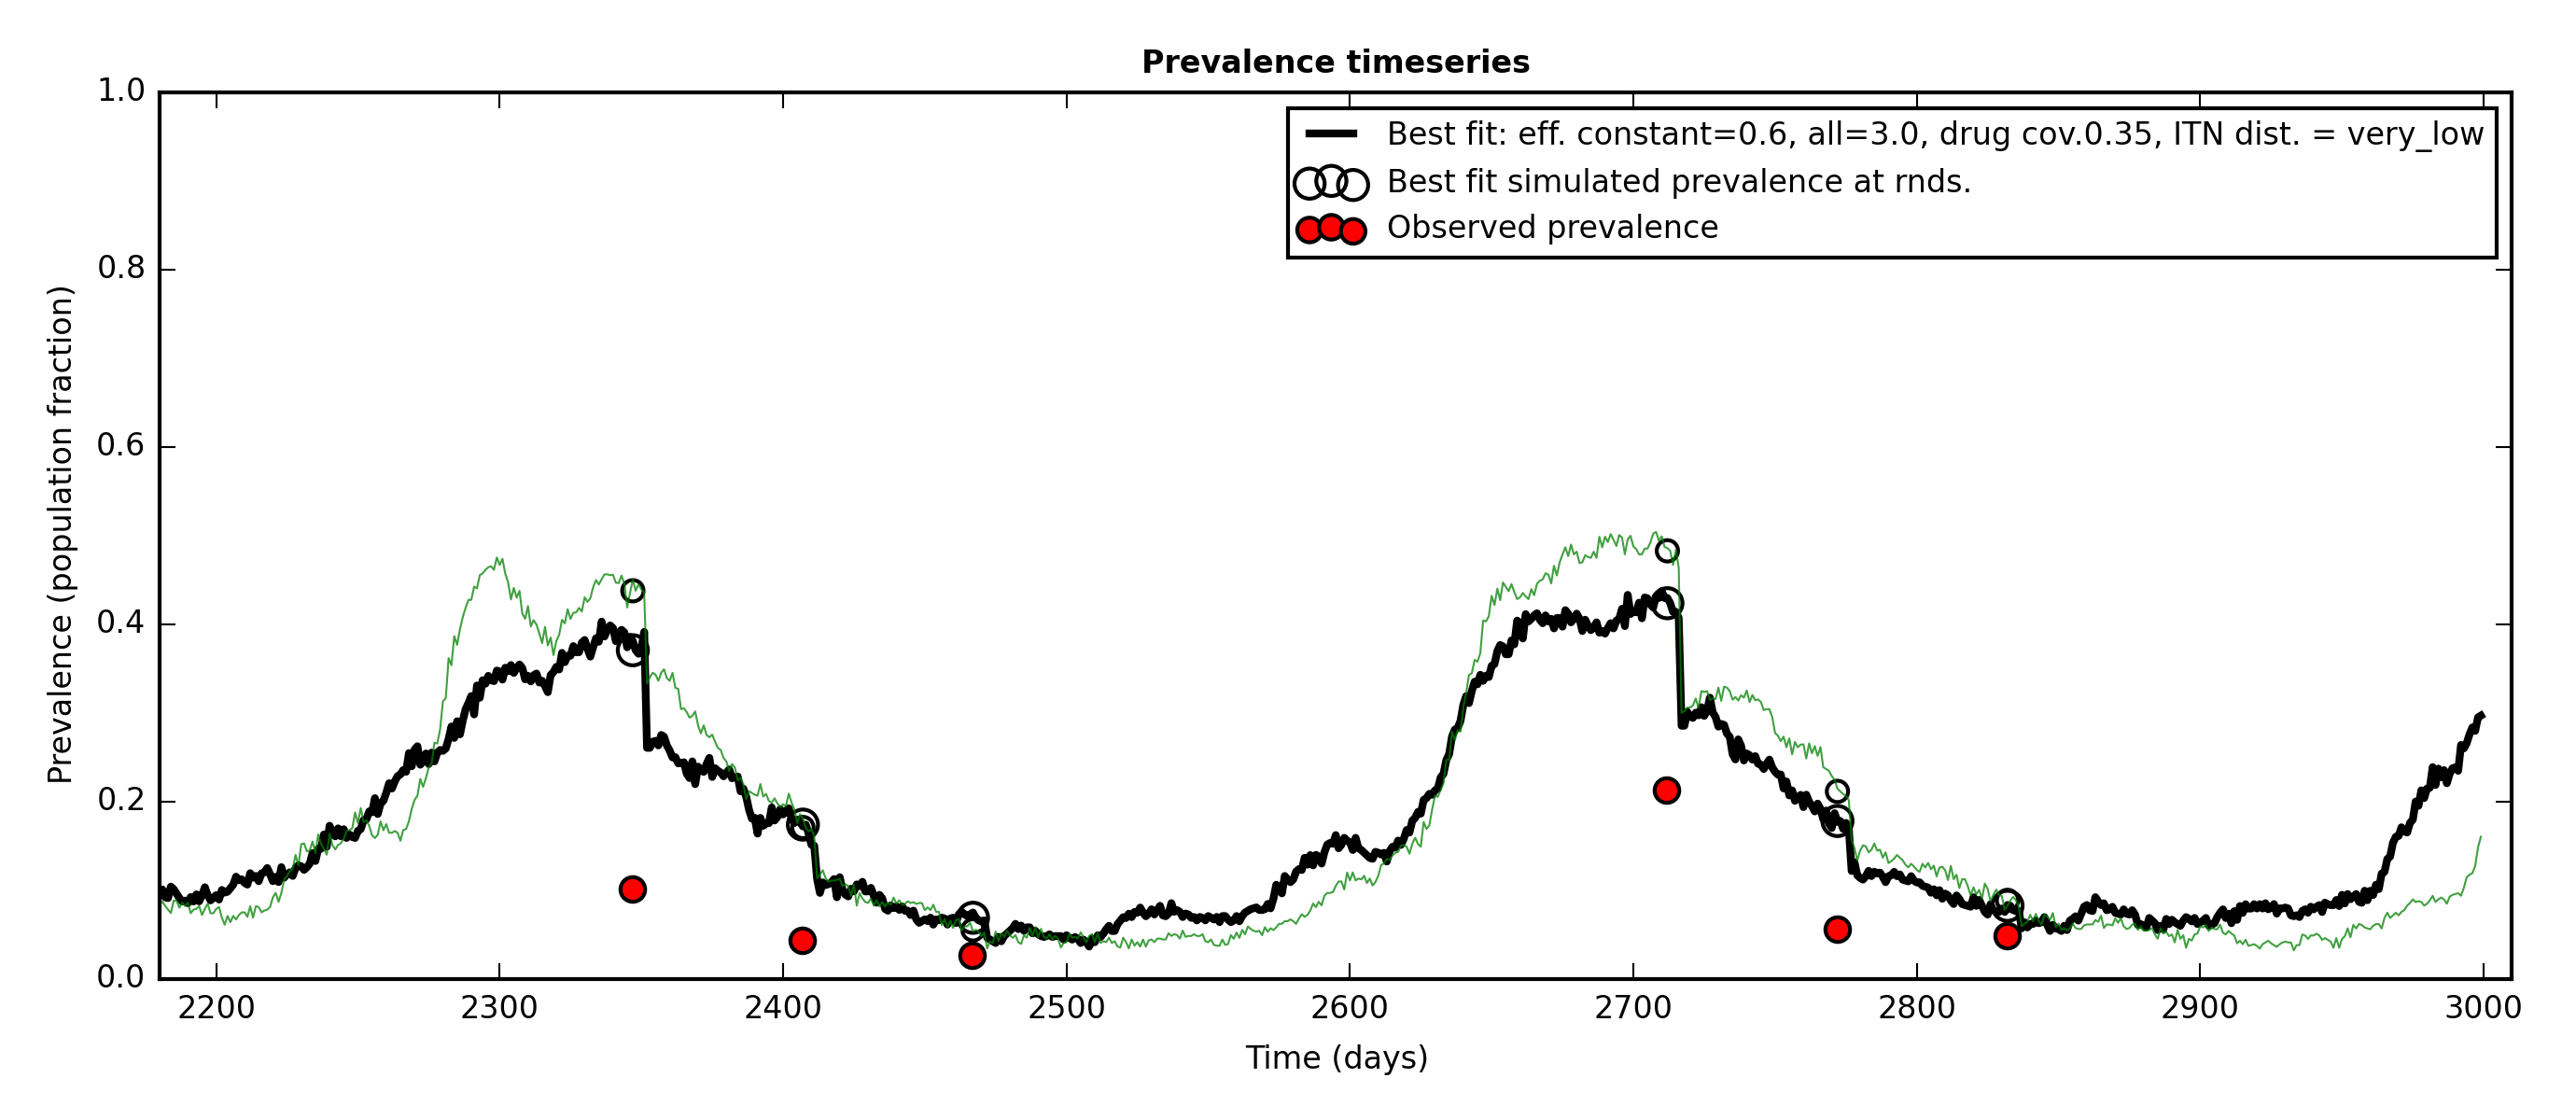 Prevalence timeseries
1.0
0.8
0.6
0.4
0.2
0.0
Prevalence (population fraction)
Best fit: eff. constant=0.6, all=3.0, drug cov.0.35, ITN dist. = very_low
Best fit simulated prevalence at rnds.
Observed prevalence
2200 2300 2400 2500 2600 2700 2800 2900 3000
Time (days)